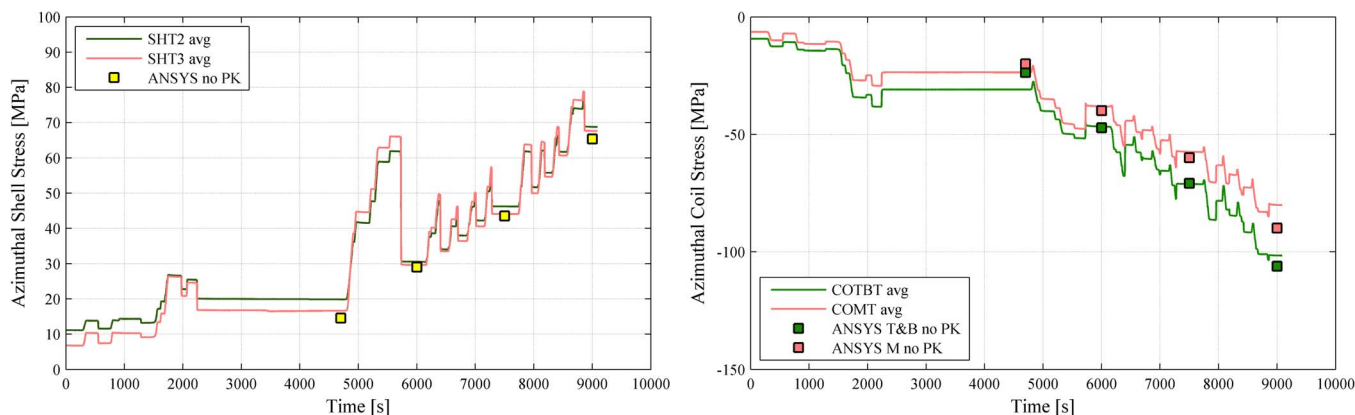 100
90
80
70
60
50
40
30
20
10
0
Azimuthal Shell Stress [MPa]
SHT2 avg
SHT3 avg
ANSYS no PK
0 1000 2000 3000 4000 5000 6000 7000 8000 9000 10000
Time [s]
0
-50
-100
-150
Azimuthal Coil Stress [MPa]
COTBT avg
COMT avg
ANSYS T&B no PK
ANSYS M no PK
0 1000 2000 3000 4000 5000 6000 7000 8000 9000 10000
Time [s]